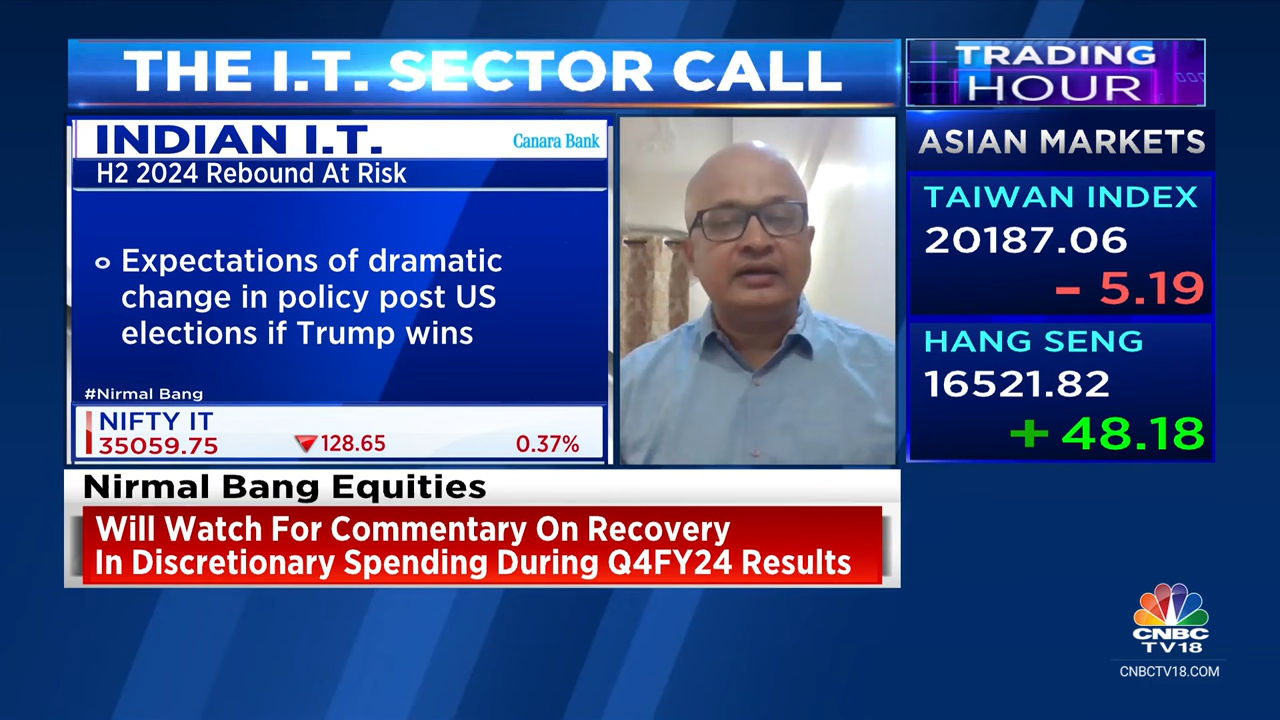 THE I.T. SECTOR CALL
TRADING
HOUR
INDIAN I.T.
Canara Bank
H2 2024 Rebound At Risk
Expectations of dramatic
change in policy post US
elections if Trump wins
#Nirmal Bang
NIFTY IT
35059.75
128.65
0.37%
ASIAN MARKETS
TAIWAN INDEX
20187.06
- 5.19
HANG SENG
16521.82
+ 48.18
Nirmal Bang Equities
Will Watch For Commentary On Recovery
In Discretionary Spending During Q4FY24 Results
CNBC
TV18
CNBCTV18.COM